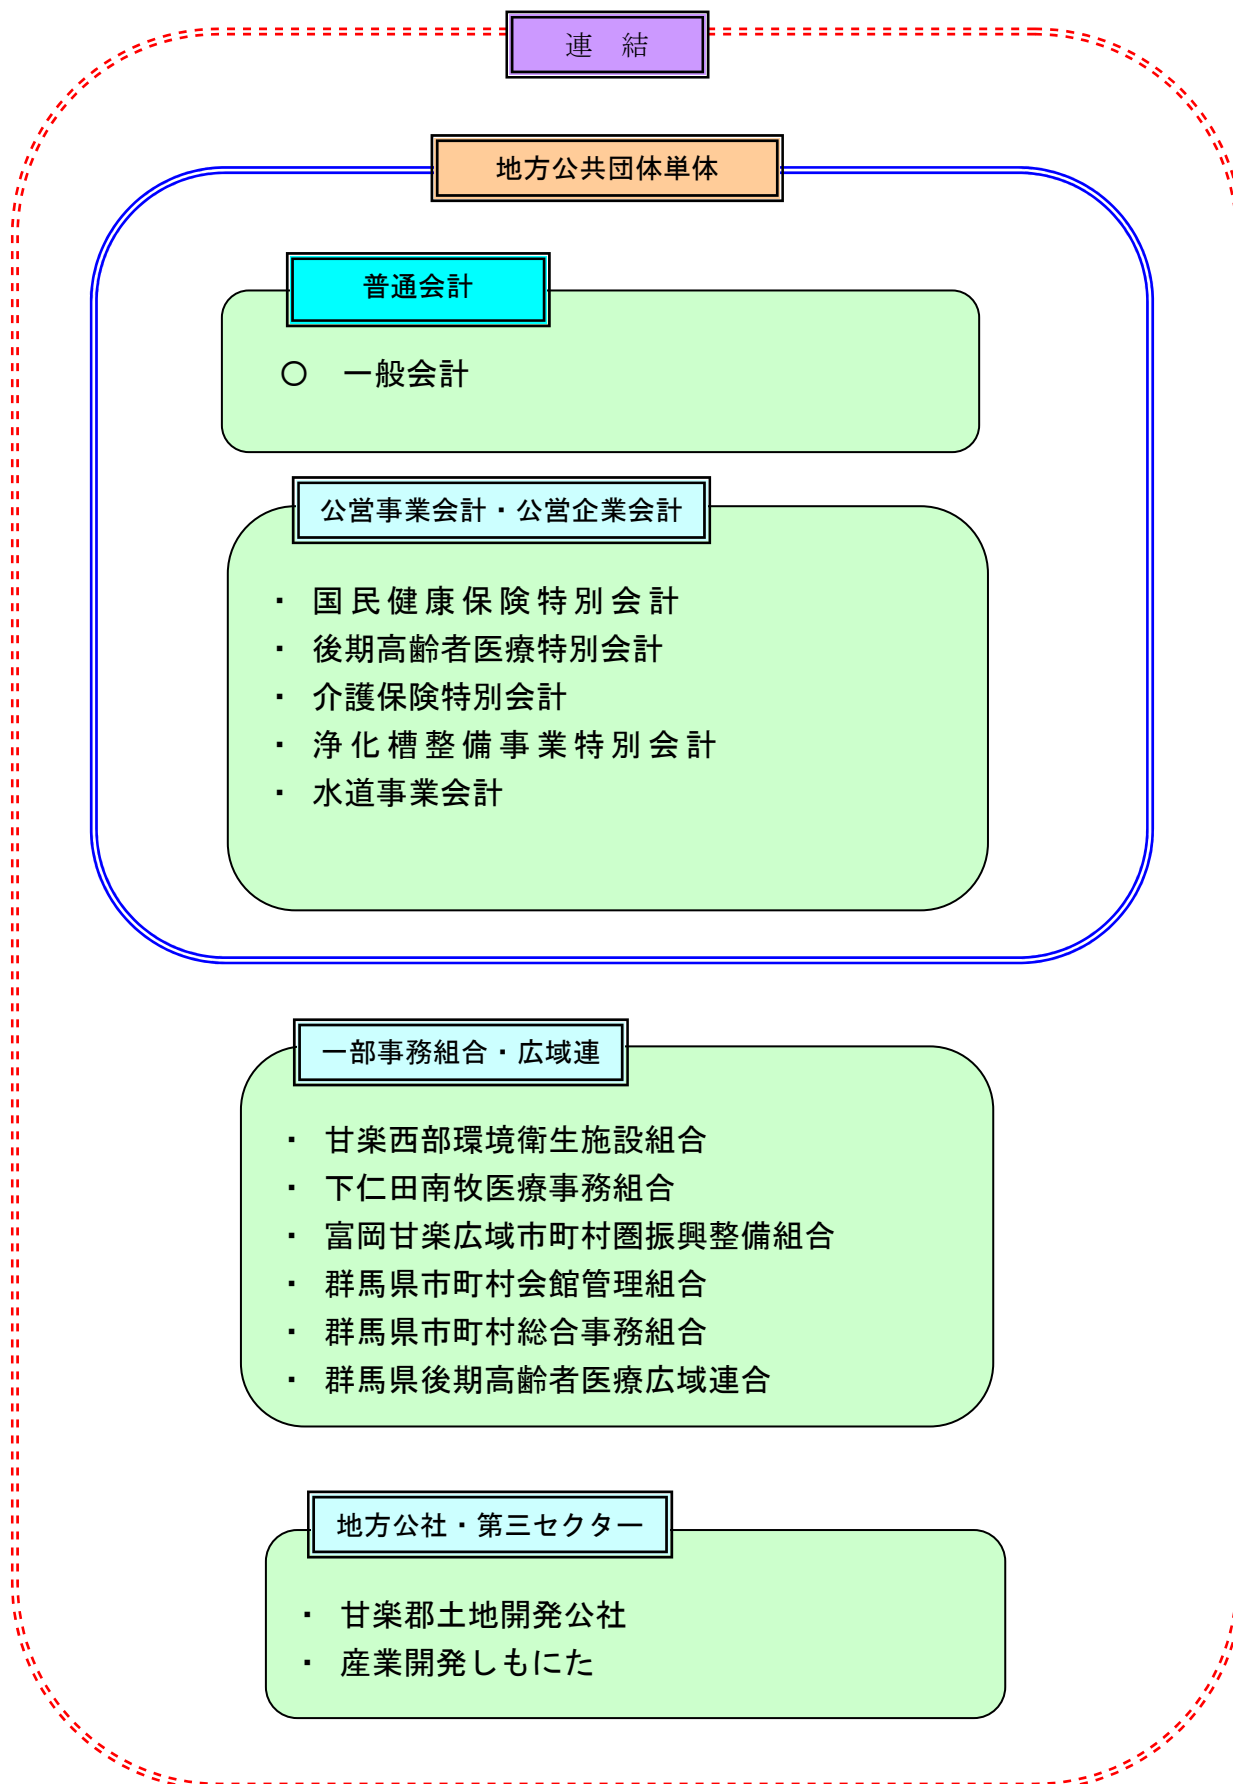 連　結
地方公共団体単体
普通会計
○　一般会計
公営事業会計・公営企業会計
・ 国民健康保険特別会計
・ 後期高齢者医療特別会計
・ 介護保険特別会計
・ 浄化槽整備事業特別会計
・ 水道事業会計
一部事務組合・広域連
・ 甘楽西部環境衛生施設組合
・ 下仁田南牧医療事務組合
・ 富岡甘楽広域市町村圏振興整備組合
・ 群馬県市町村会館管理組合
・ 群馬県市町村総合事務組合
・ 群馬県後期高齢者医療広域連合
地方公社・第三セクター
・ 甘楽郡土地開発公社
・ 産業開発しもにた